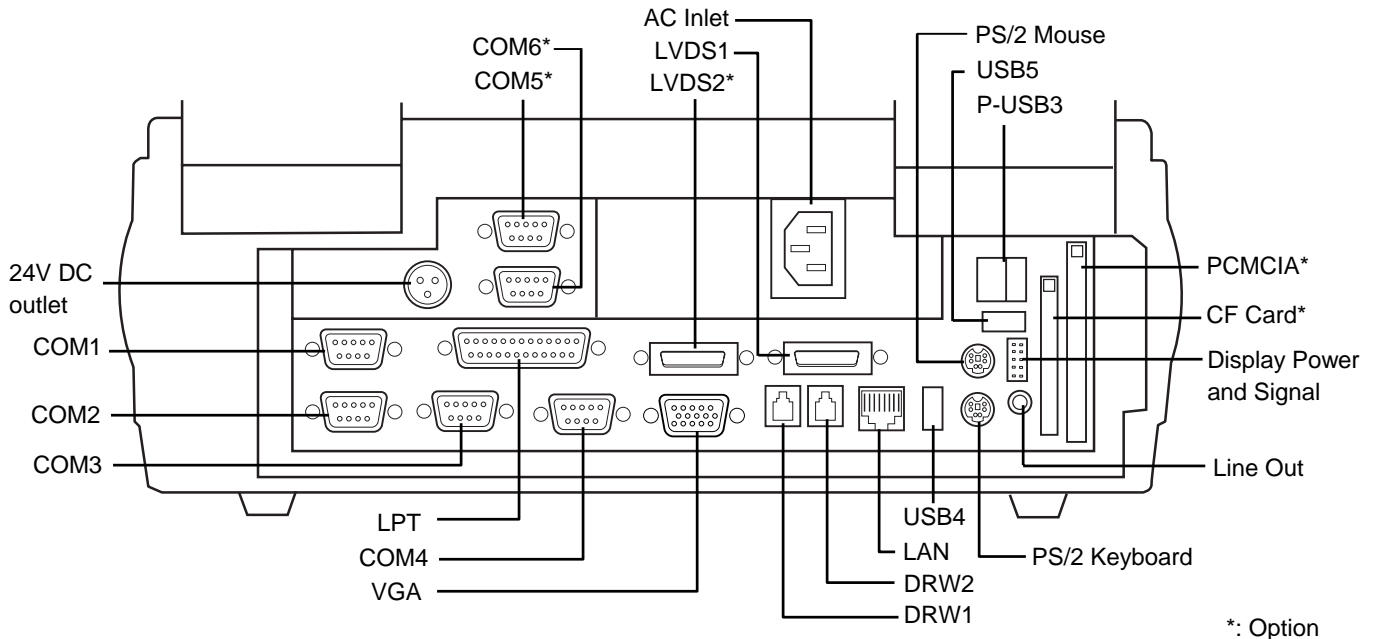 AC Inlet
COM6*
LVDS1
COM5*
LVDS2*
PS/2 Mouse
USB5
P-USB3
24V DC
outlet
COM1
COM2
COM3
PCMCIA*
CF Card*
Display Power
and Signal
Line Out
LPT
COM4
VGA
USB4
LAN
DRW2
DRW1
PS/2 Keyboard
*: Option